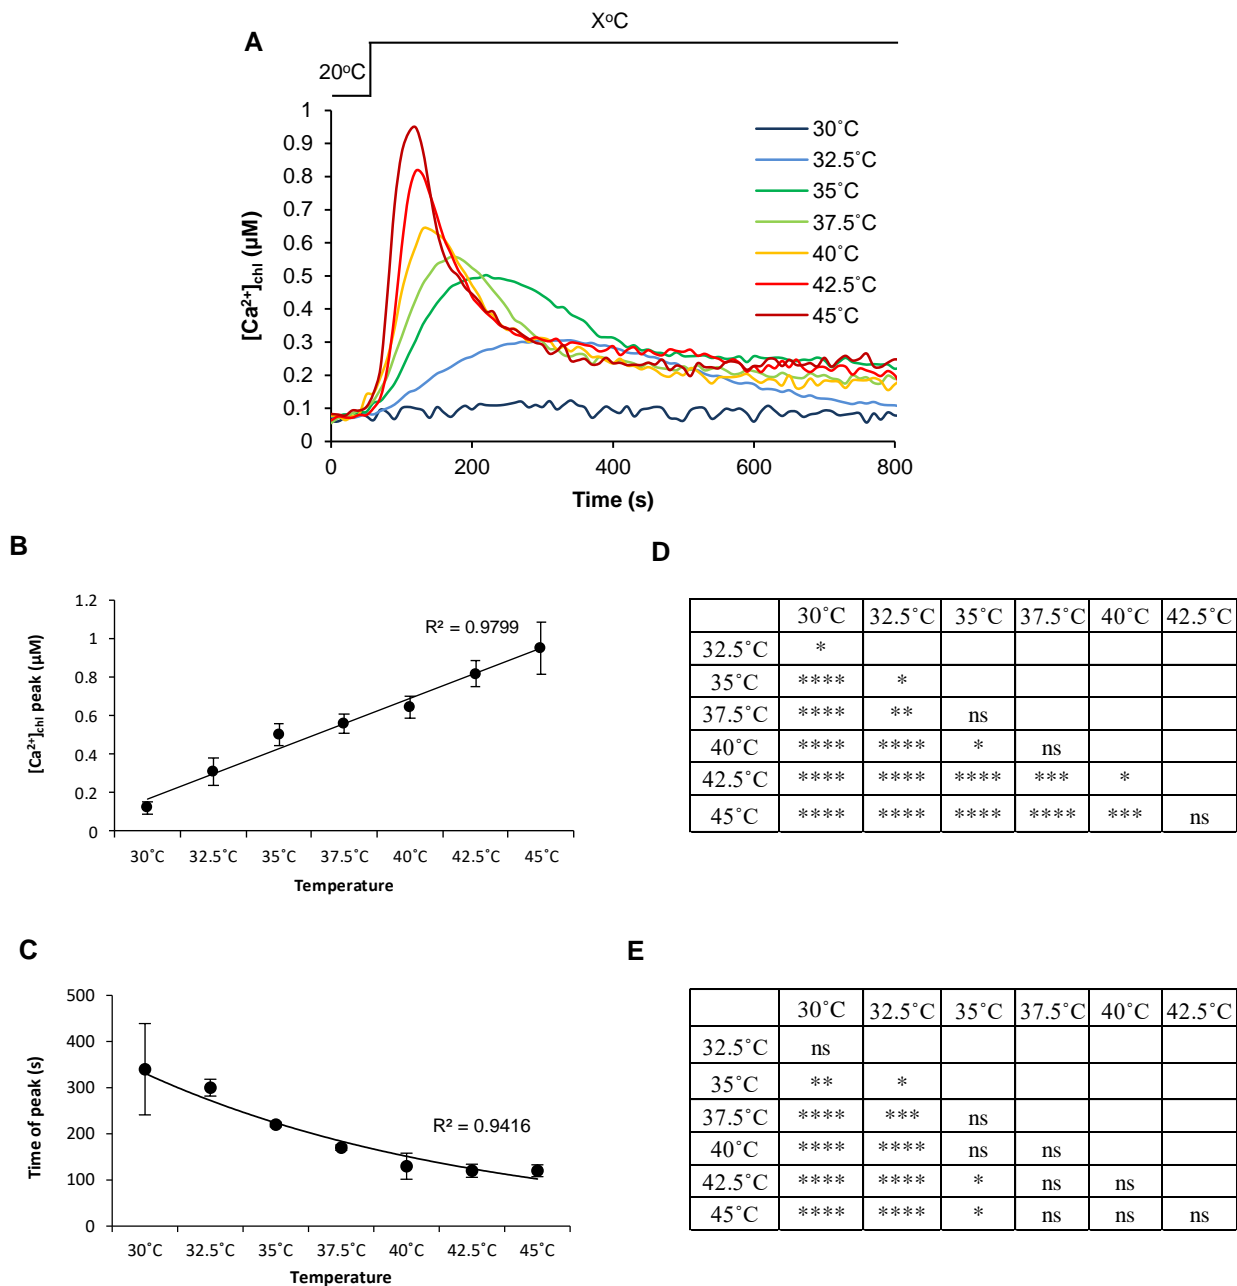 A
X°C
20°C
1
0.9
0.8
0.7
0.6
0.5
0.4
0.3
0.2
0.1
0
[Ca²⁺]chl (µM)
30˚C
32.5˚C
35˚C
37.5˚C
40˚C
42.5˚C
45˚C
0 200 400 600 800
Time (s)
B
1.2
1
0.8
0.6
0.4
0.2
0
[Ca²⁺]chl peak (µM)
R² = 0.9799
30˚C 32.5˚C 35˚C 37.5˚C 40˚C 42.5˚C 45˚C
Temperature
D
30˚C 32.5˚C 35˚C 37.5˚C 40˚C 42.5˚C
32.5˚C *
35˚C **** *
37.5˚C **** ** ns
40˚C **** **** * ns
42.5˚C **** **** **** *** *
45˚C **** **** **** **** *** ns
C
500
400
300
200
100
0
Time of peak (s)
R² = 0.9416
30˚C 32.5˚C 35˚C 37.5˚C 40˚C 42.5˚C 45˚C
Temperature
E
30˚C 32.5˚C 35˚C 37.5˚C 40˚C 42.5˚C
32.5˚C ns
35˚C ** *
37.5˚C **** *** ns
40˚C **** **** ns ns
42.5˚C **** **** * ns ns
45˚C **** **** * ns ns ns